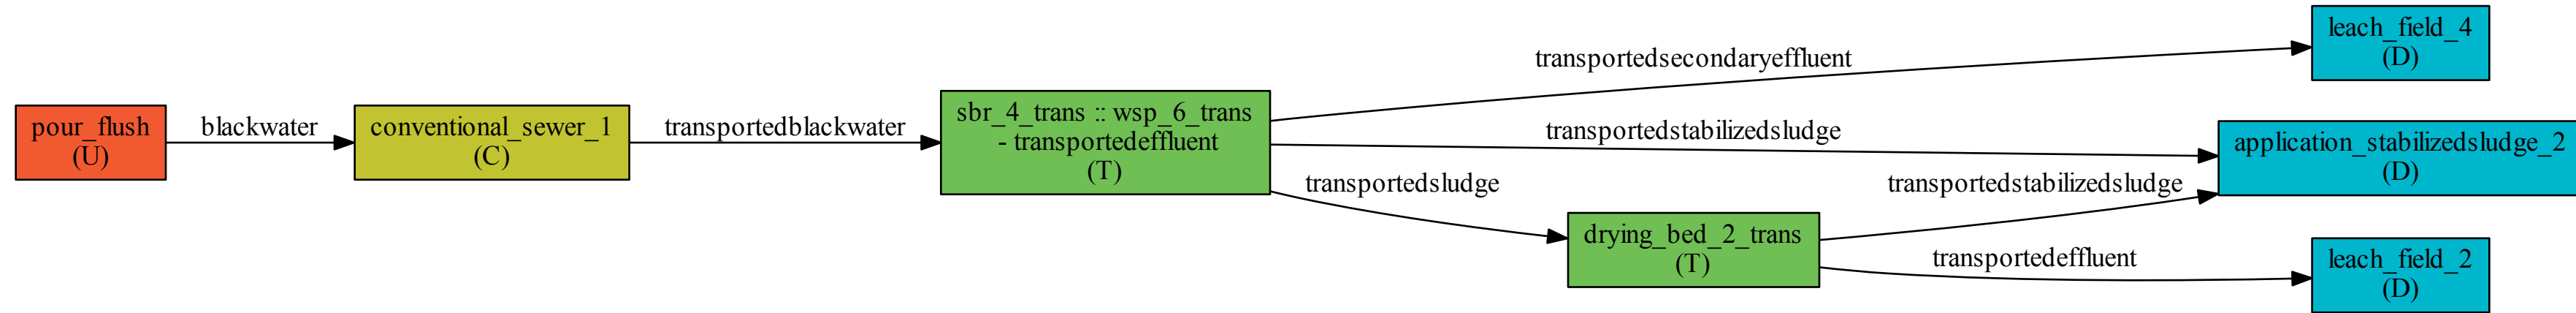 pour_flush
(U)
blackwater
conventional_sewer_1
(C)
transportedblackwater
sbr_4_trans :: wsp_6_trans
- transportedeffluent
(T)
transportedsecondaryeffluent
transportedstabilizedsludge
transportedsludge
drying_bed_2_trans
(T)
transportedstabilizedsludge
transportedeffluent
leach_field_4
(D)
application_stabilizedsludge_2
(D)
leach_field_2
(D)